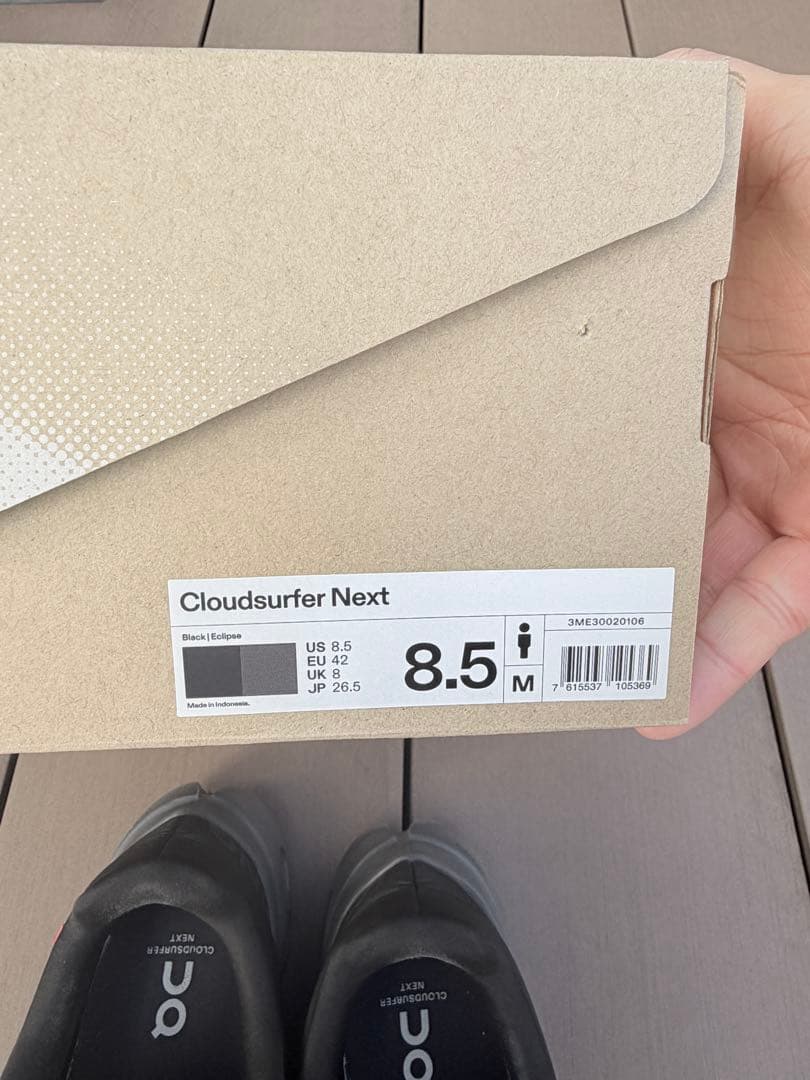 Cloudsurfer Next
Black | Eclipse
US 8.5
EU 42
UK 8
JP 26.5
Made in Indonesia.
8.5
M
3ME30020106
7 615537 105369
CLOUDSURFER
NEXT
On
CLOUDSURFER
NEXT
On